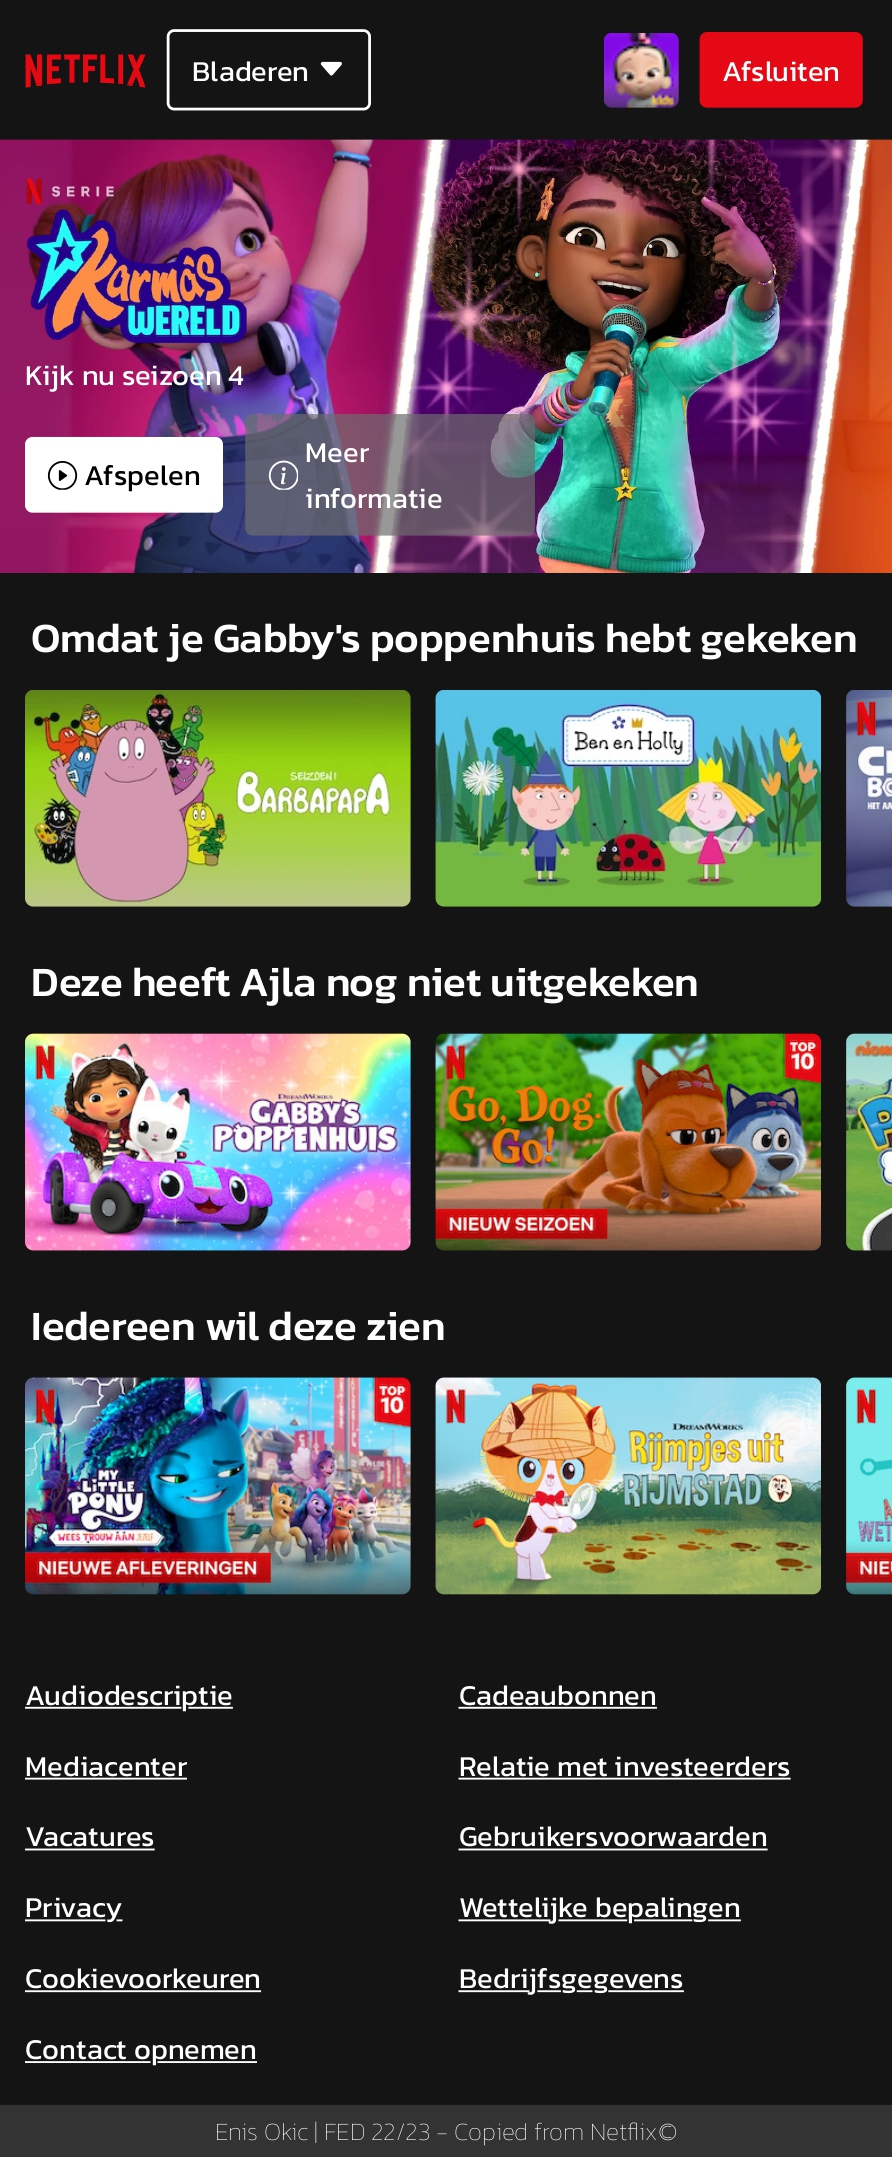 NETFLIX
Bladeren
Afsluiten
N SERIE
Karma's
WERELD
Kijk nu seizoen 4
Afspelen
Meer
informatie
Omdat je Gabby's poppenhuis hebt gekeken
SEIZOEN 1
BARBAPAPA
Ben en Holly
N
Deze heeft Ajla nog niet uitgekeken
N
DREAMWORKS
GABBY'S
POPPENHUIS
N
TOP
10
Go, Dog.
Go!
NIEUW SEIZOEN
Iedereen wil deze zien
N
TOP
10
MY
LITTLE
PONY
WEES TROUW AAN JEZELF
NIEUWE AFLEVERINGEN
N
DREAMWORKS
Rijmpjes uit
RIJMSTAD
N
Audiodescriptie
Cadeaubonnen
Mediacenter
Relatie met investeerders
Vacatures
Gebruikersvoorwaarden
Privacy
Wettelijke bepalingen
Cookievoorkeuren
Bedrijfsgegevens
Contact opnemen
Enis Okic | FED 22/23 – Copied from Netflix©